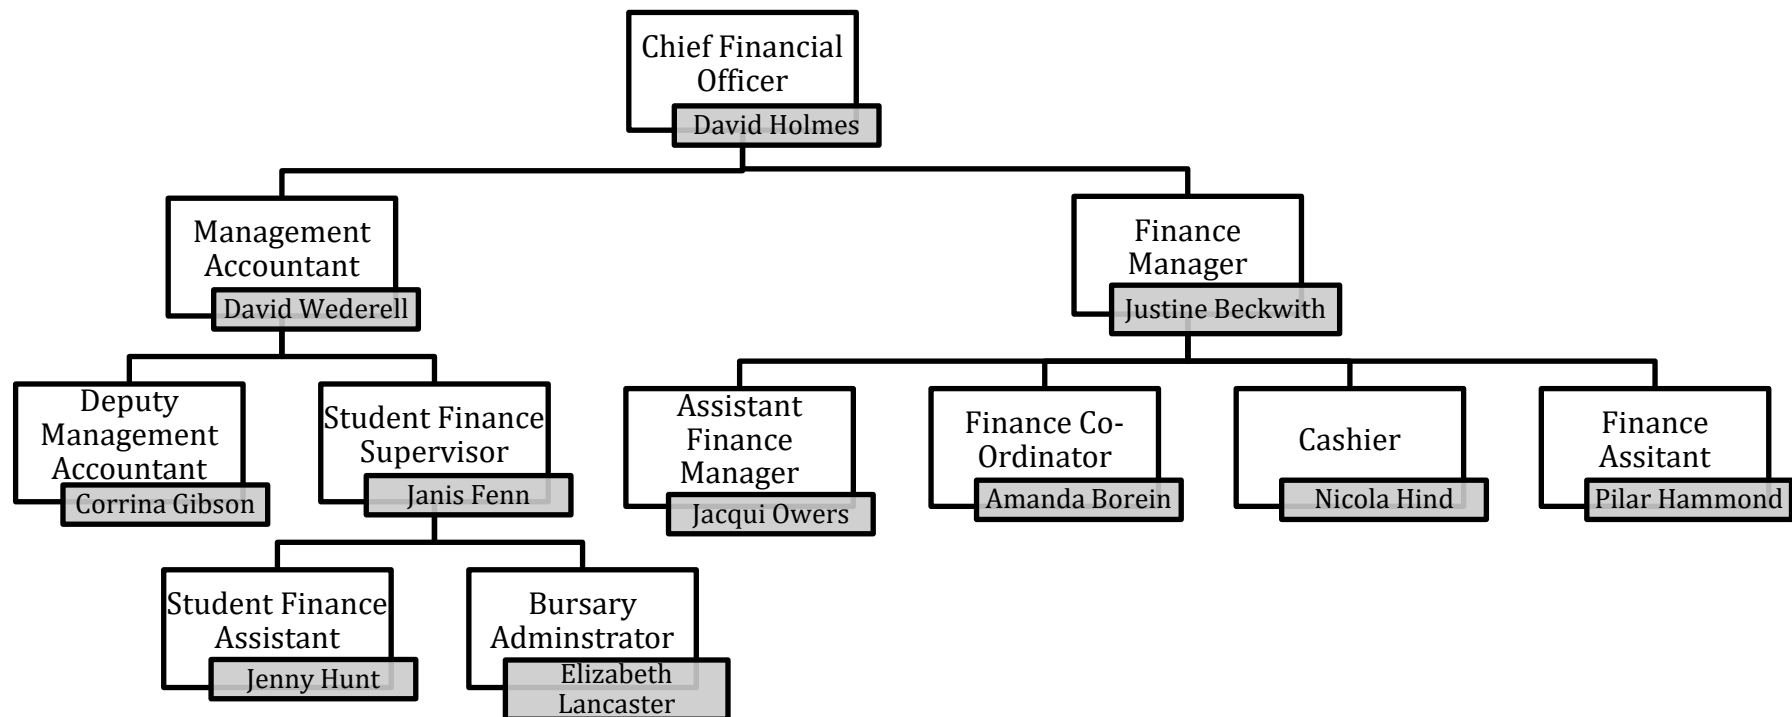 Chief Financial
Officer
David Holmes
Management
Accountant
David Wederell
Finance
Manager
Justine Beckwith
Deputy
Management
Accountant
Corrina Gibson
Student Finance
Supervisor
Janis Fenn
Assistant
Finance
Manager
Jacqui Owers
Finance Co-
Ordinator
Amanda Borein
Cashier
Nicola Hind
Finance
Assitant
Pilar Hammond
Student Finance
Assistant
Jenny Hunt
Bursary
Adminstrator
Elizabeth
Lancaster